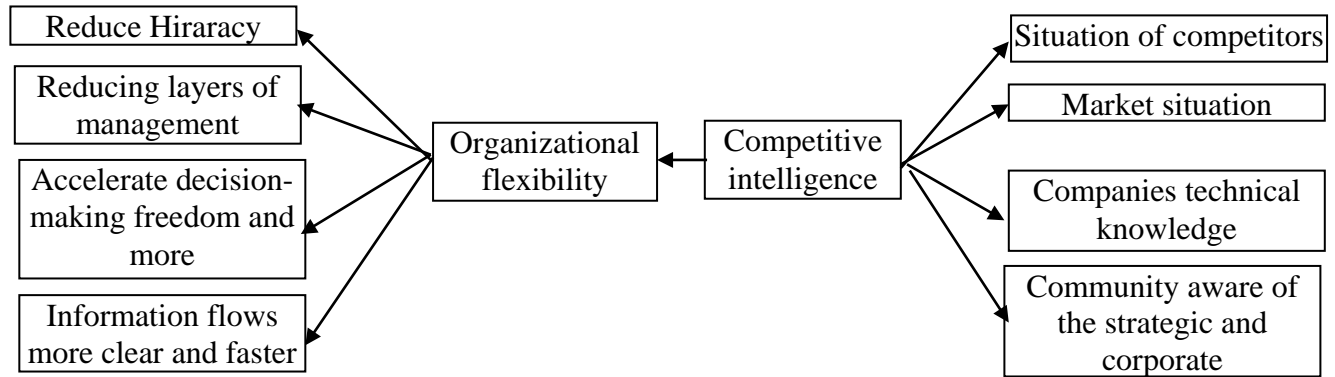 Reduce Hiraracy
Reducing layers of
management
Accelerate decision-
making freedom and
more
Information flows
more clear and faster
Organizational
flexibility
Competitive
intelligence
Situation of competitors
Market situation
Companies technical
knowledge
Community aware of
the strategic and
corporate